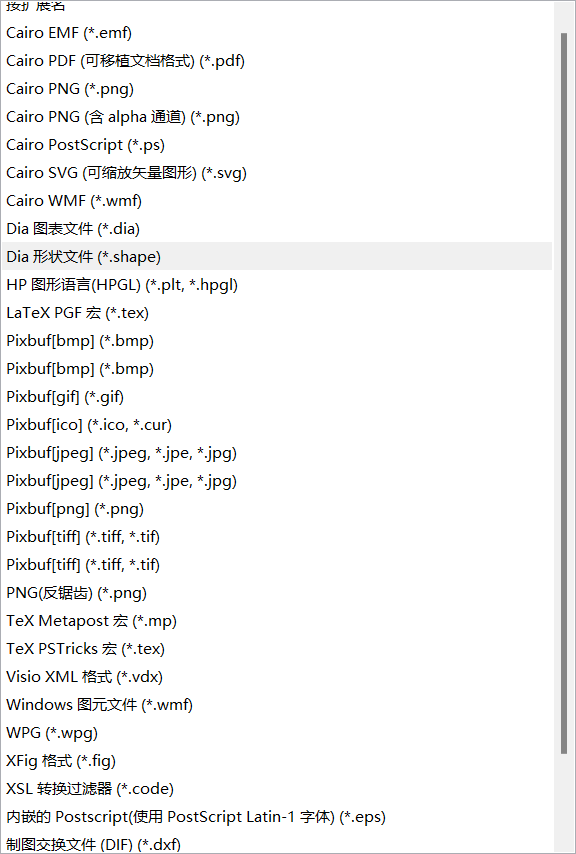 按扩展名
Cairo EMF (*.emf)
Cairo PDF (可移植文档格式) (*.pdf)
Cairo PNG (*.png)
Cairo PNG (含 alpha 通道) (*.png)
Cairo PostScript (*.ps)
Cairo SVG (可缩放矢量图形) (*.svg)
Cairo WMF (*.wmf)
Dia 图表文件 (*.dia)
Dia 形状文件 (*.shape)
HP 图形语言(HPGL) (*.plt, *.hpgl)
LaTeX PGF 宏 (*.tex)
Pixbuf[bmp] (*.bmp)
Pixbuf[bmp] (*.bmp)
Pixbuf[gif] (*.gif)
Pixbuf[ico] (*.ico, *.cur)
Pixbuf[jpeg] (*.jpeg, *.jpe, *.jpg)
Pixbuf[jpeg] (*.jpeg, *.jpe, *.jpg)
Pixbuf[png] (*.png)
Pixbuf[tiff] (*.tiff, *.tif)
Pixbuf[tiff] (*.tiff, *.tif)
PNG(反锯齿) (*.png)
TeX Metapost 宏 (*.mp)
TeX PSTricks 宏 (*.tex)
Visio XML 格式 (*.vdx)
Windows 图元文件 (*.wmf)
WPG (*.wpg)
XFig 格式 (*.fig)
XSL 转换过滤器 (*.code)
内嵌的 Postscript(使用 PostScript Latin-1 字体) (*.eps)
制图交换文件 (DIF) (*.dxf)